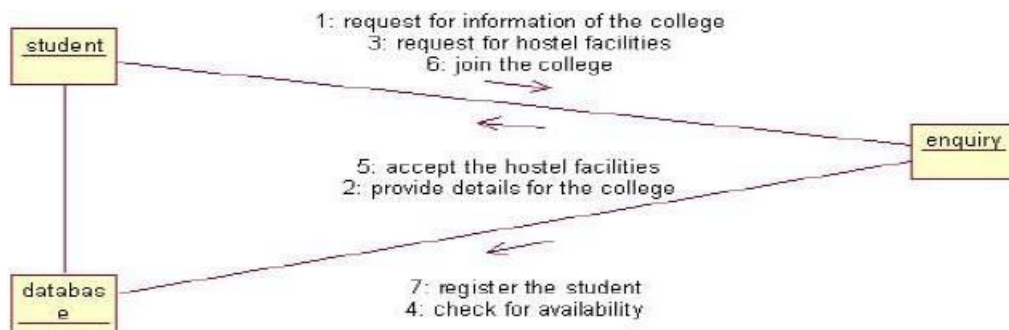 1: request for information of the college
3: request for hostel facilities
6: join the college
student
enquiry
5: accept the hostel facilities
2: provide details for the college
databas
e
7: register the student
4: check for availability